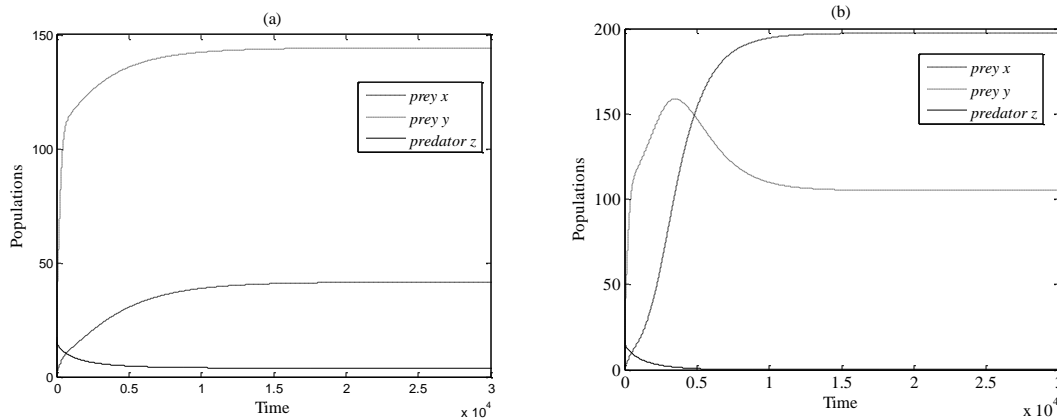 (a)
150
100
50
0
Populations
prey x
prey y
predator z
0 0.5 1 1.5 2 2.5 3
x 10^4
Time
(b)
200
150
100
50
0
Populations
prey x
prey y
predator z
0 0.5 1 1.5 2 2.5 3
x 10^4
Time